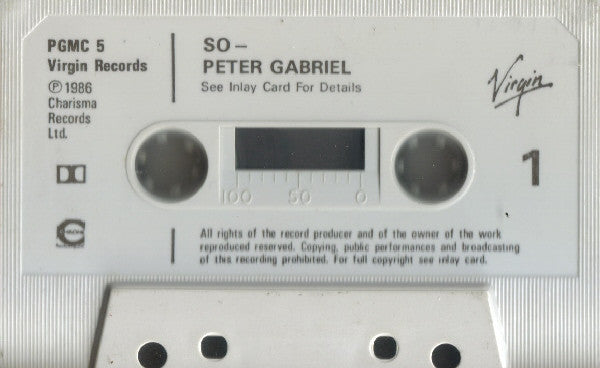 PGMC 5
Virgin Records
℗ 1986
Charisma
Records
Ltd.
SO –
PETER GABRIEL
See Inlay Card For Details
Virgin
1
100 50 0
All rights of the record producer and of the owner of the work
reproduced reserved. Copying, public performances and broadcasting
of this recording prohibited. For full copyright see inlay card.